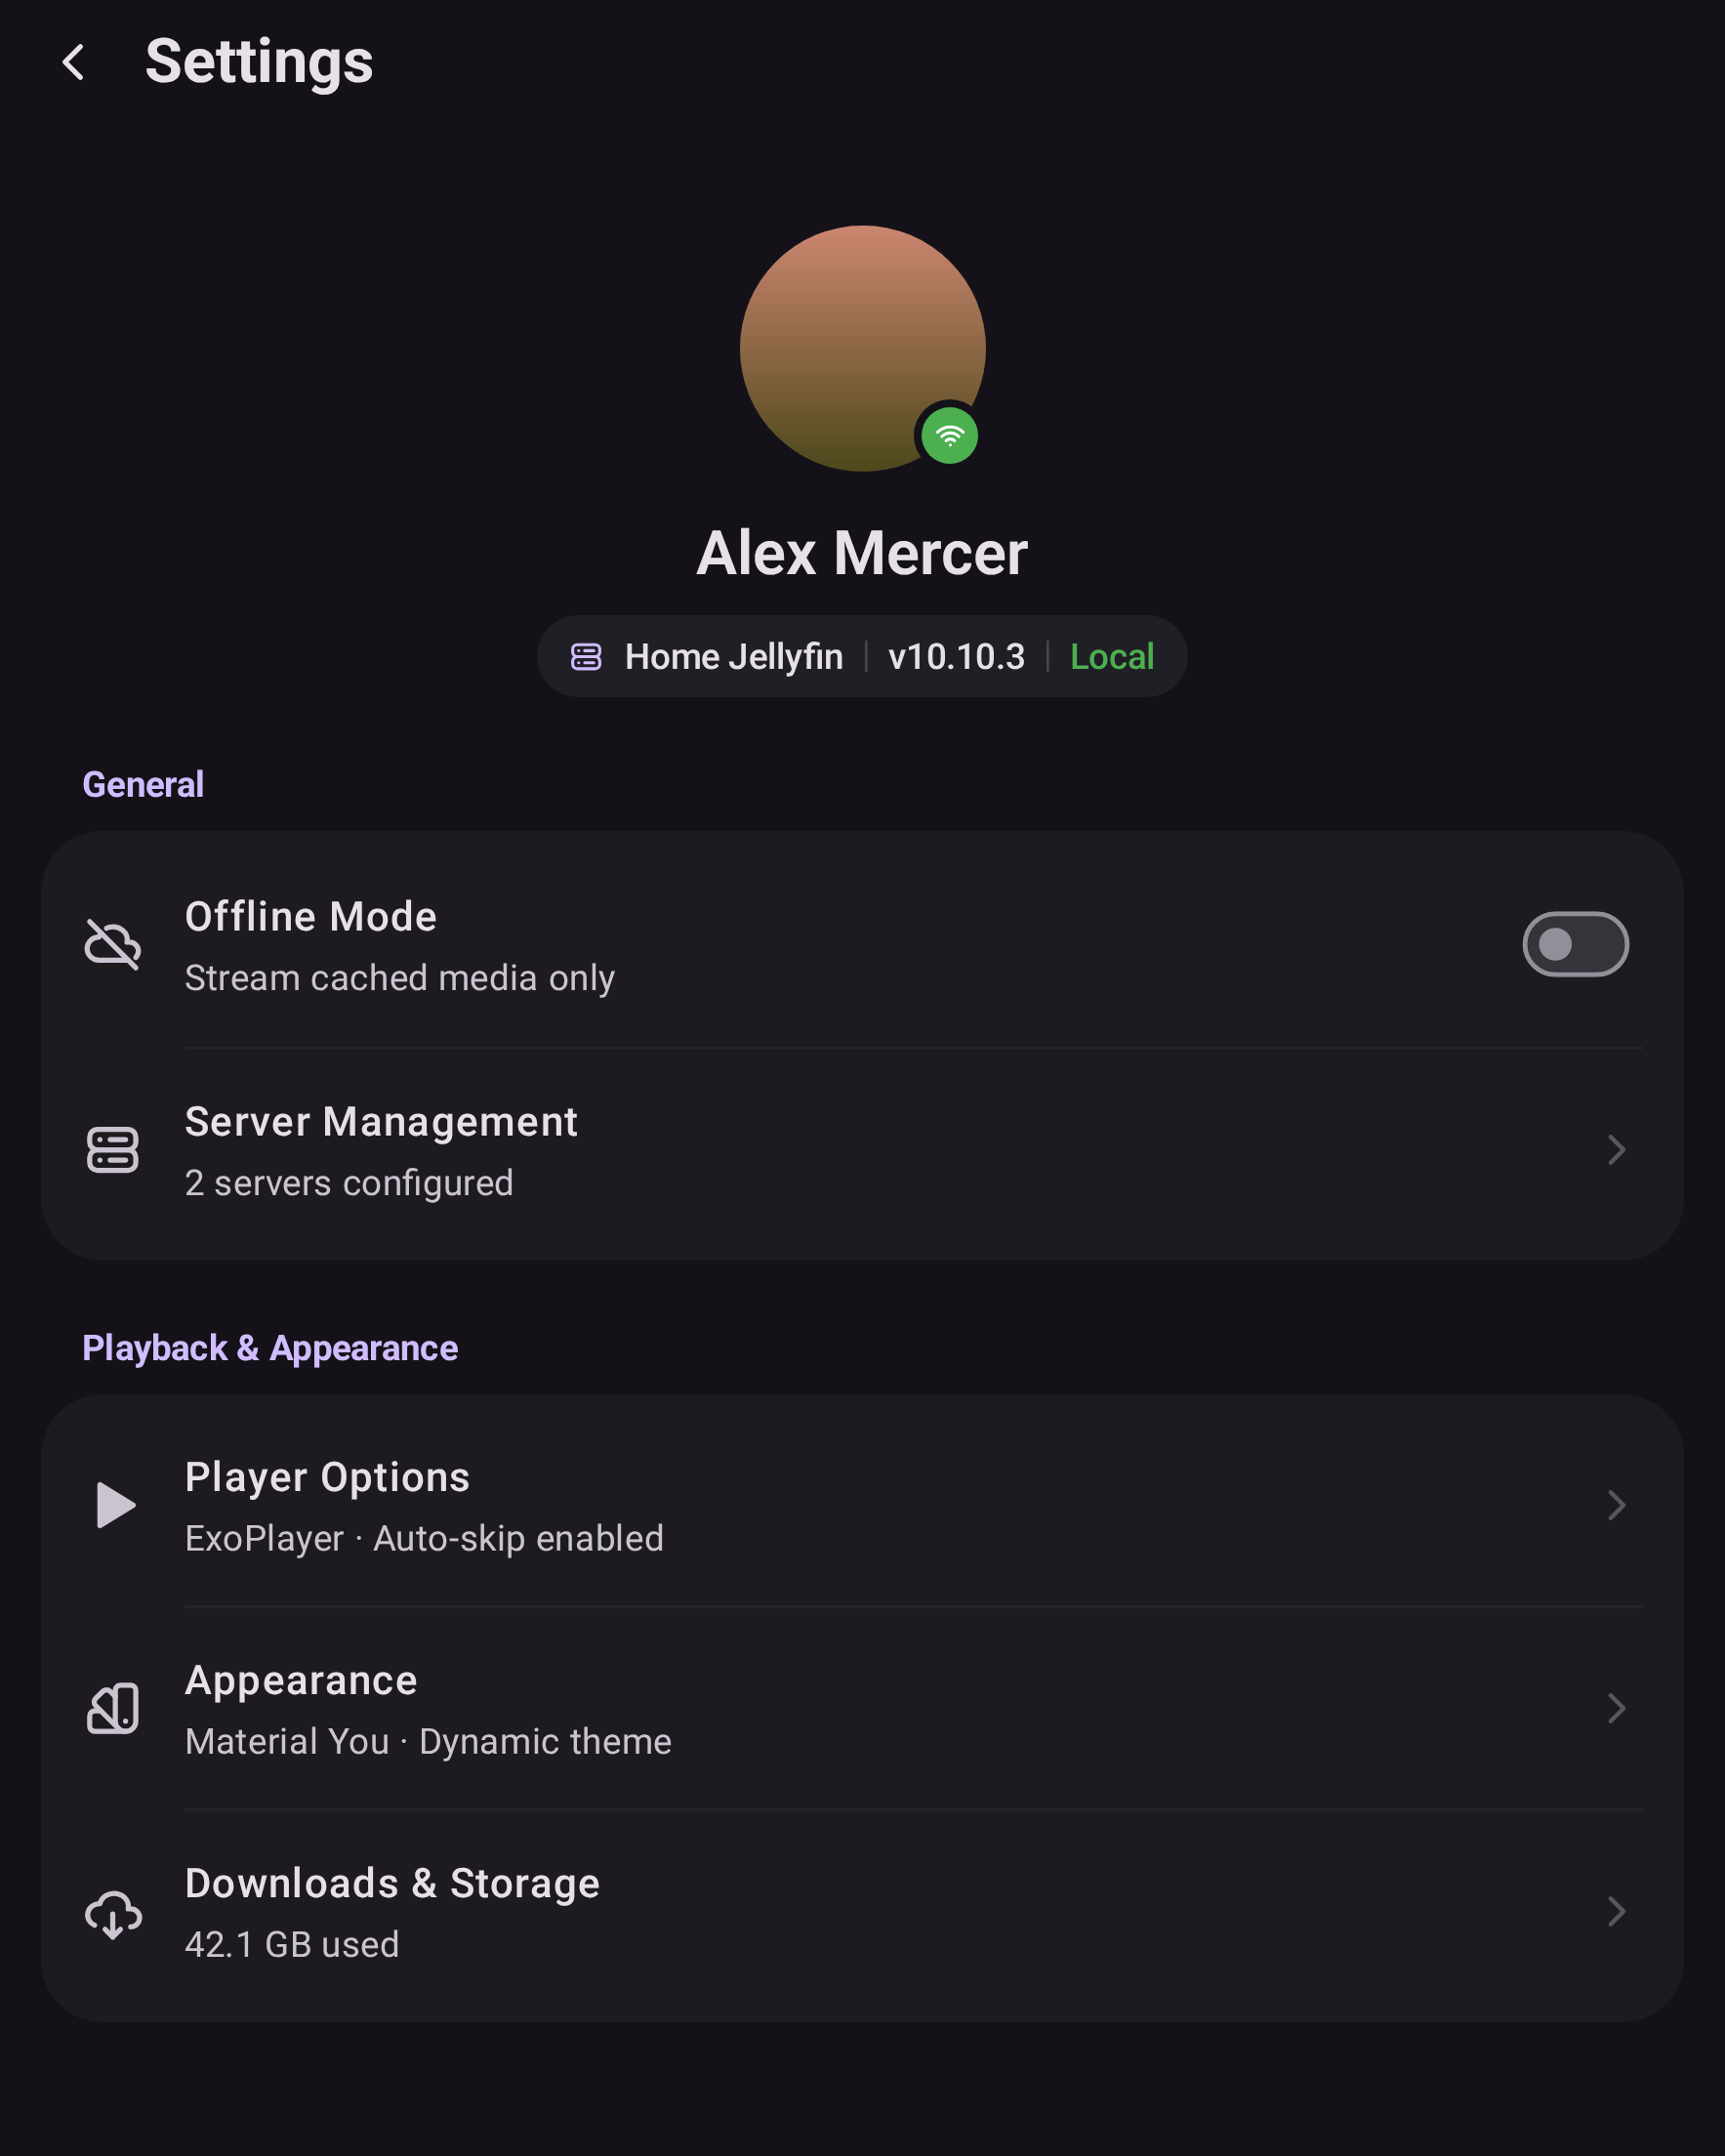 Settings
Alex Mercer
Home Jellyfin | v10.10.3 | Local
General
Offline Mode
Stream cached media only
Server Management
2 servers configured
Playback & Appearance
Player Options
ExoPlayer · Auto-skip enabled
Appearance
Material You · Dynamic theme
Downloads & Storage
42.1 GB used